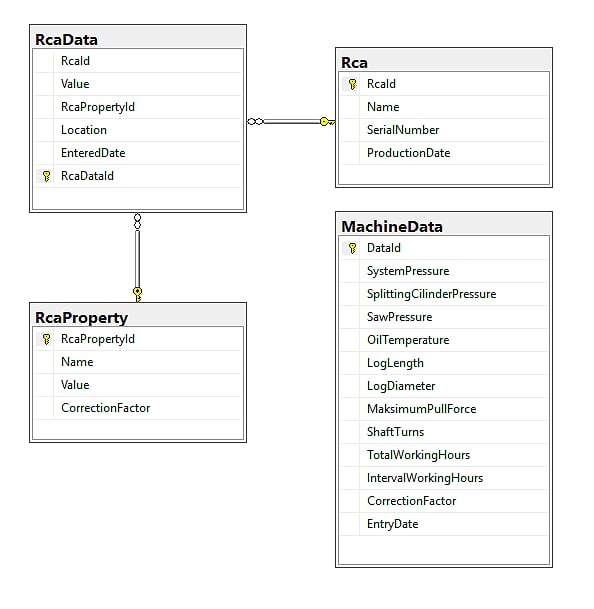 RcaData
RcaId
Value
RcaPropertyId
Location
EnteredDate
RcaDataId
Rca
RcaId
Name
SerialNumber
ProductionDate
RcaProperty
RcaPropertyId
Name
Value
CorrectionFactor
MachineData
DataId
SystemPressure
SplittingCilinderPressure
SawPressure
OilTemperature
LogLength
LogDiameter
MaksimumPullForce
ShaftTurns
TotalWorkingHours
IntervalWorkingHours
CorrectionFactor
EntryDate